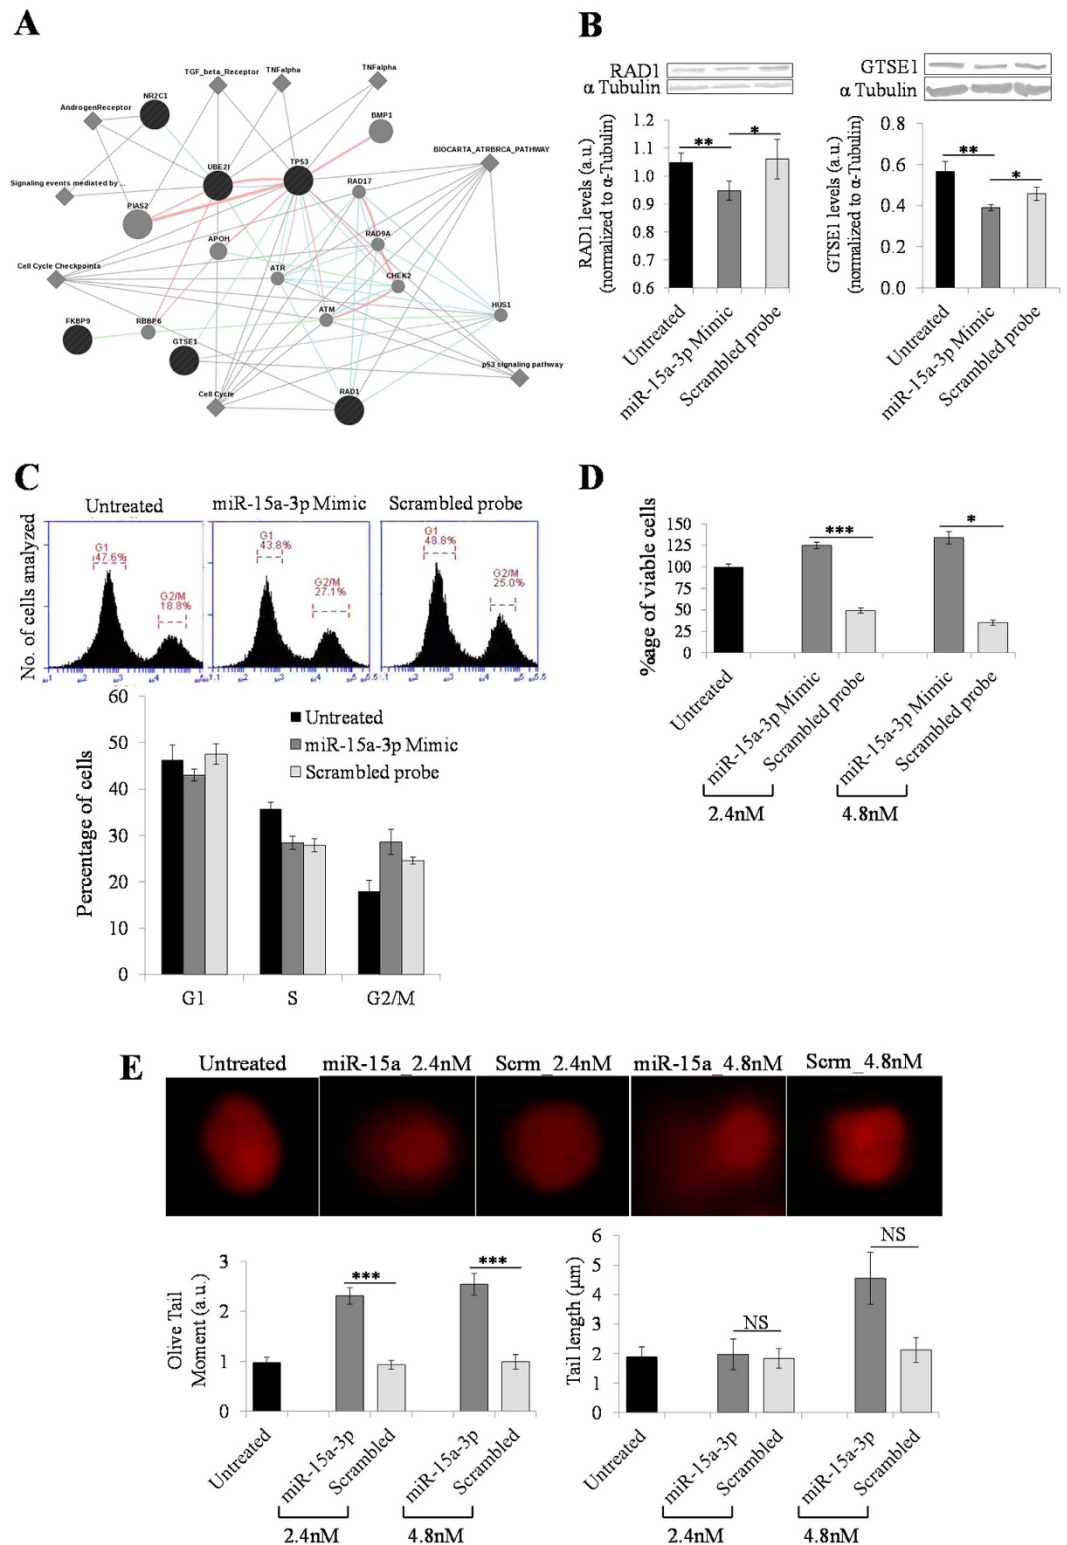 A
TGF_beta_Receptor
TNFalpha
TNFalpha
NR2C1
AndrogenReceptor
BMP1
BIOCARTA_ATRBRCA_PATHWAY
UBE2I
TP53
RAD17
Signaling events mediated by ...
PIAS2
RAD9A
APOH
Cell Cycle Checkpoints
ATR
CHEK2
ATM
HUS1
FKBP9
RBBP6
GTSE1
p53 signaling pathway
Cell Cycle
RAD1
B
RAD1
α Tubulin
RAD1 levels (a.u.)
(normalized to α-Tubulin)
1.2
1.1
1.0
0.9
0.8
0.7
0.6
**
*
Untreated
miR-15a-3p Mimic
Scrambled probe
GTSE1
α Tubulin
GTSE1 levels (a.u.)
(normalized to α-Tubulin)
0.8
0.6
0.4
0.2
0.0
**
*
Untreated
miR-15a-3p Mimic
Scrambled probe
C
Untreated
miR-15a-3p Mimic
Scrambled probe
No. of cells analyzed
G1
47.6%
G2/M
18.8%
G1
43.8%
G2/M
27.1%
G1
48.8%
G2/M
25.0%
60
50
40
30
20
10
0
Percentage of cells
Untreated
miR-15a-3p Mimic
Scrambled probe
G1
S
G2/M
D
%age of viable cells
150
125
100
50
25
0
***
*
Untreated
miR-15a-3p Mimic
Scrambled probe
miR-15a-3p Mimic
Scrambled probe
2.4nM
4.8nM
E
Untreated
miR-15a_2.4nM
Scrm_2.4nM
miR-15a_4.8nM
Scrm_4.8nM
Olive Tail
Moment (a.u.)
3
2
1
0
***
***
Untreated
miR-15a-3p
Scrambled
miR-15a-3p
Scrambled
2.4nM
4.8nM
Tail length (μm)
6
5
4
3
2
1
0
NS
NS
Untreated
miR-15a-3p
Scrambled
miR-15a-3p
Scrambled
2.4nM
4.8nM